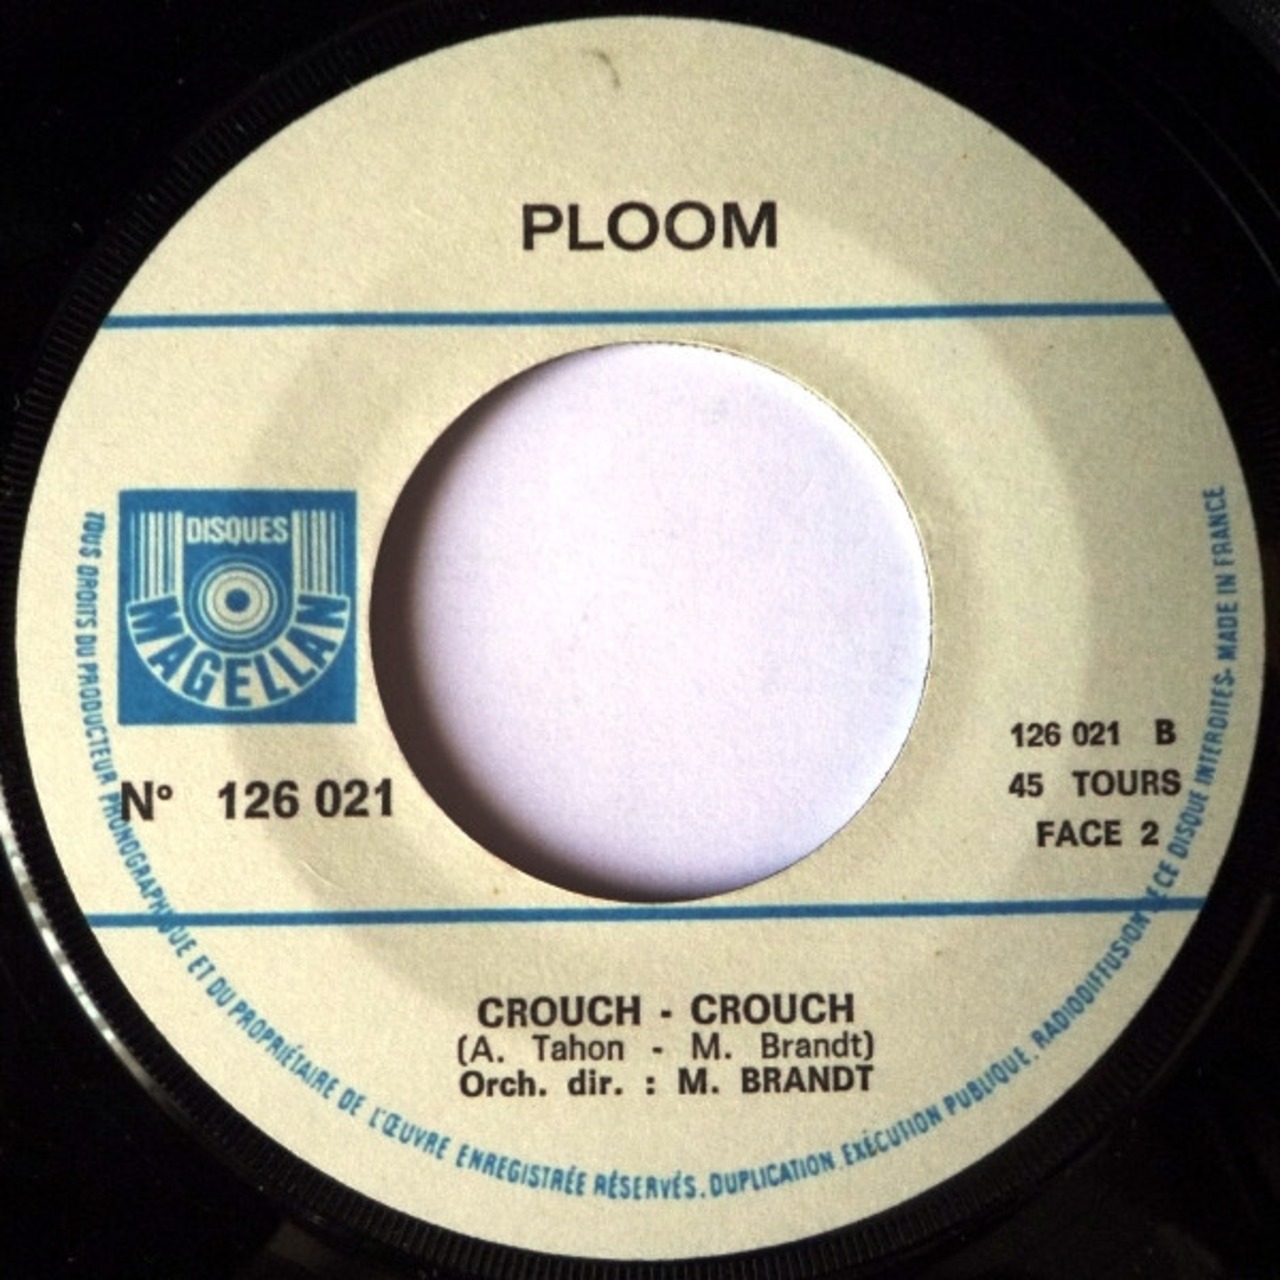 PLOOM
DISQUES
MAGELLAN
N° 126 021
126 021 B
45 TOURS
FACE 2
CROUCH - CROUCH
(A. Tahon - M. Brandt)
Orch. dir. : M. BRANDT
TOUS DROITS DU PRODUCTEUR PHONOGRAPHIQUE ET DU PROPRIÉTAIRE DE L'ŒUVRE ENREGISTRÉE RÉSERVÉS. DUPLICATION EXÉCUTION PUBLIQUE, RADIODIFFUSION DE CE DISQUE INTERDITES- MADE IN FRANCE